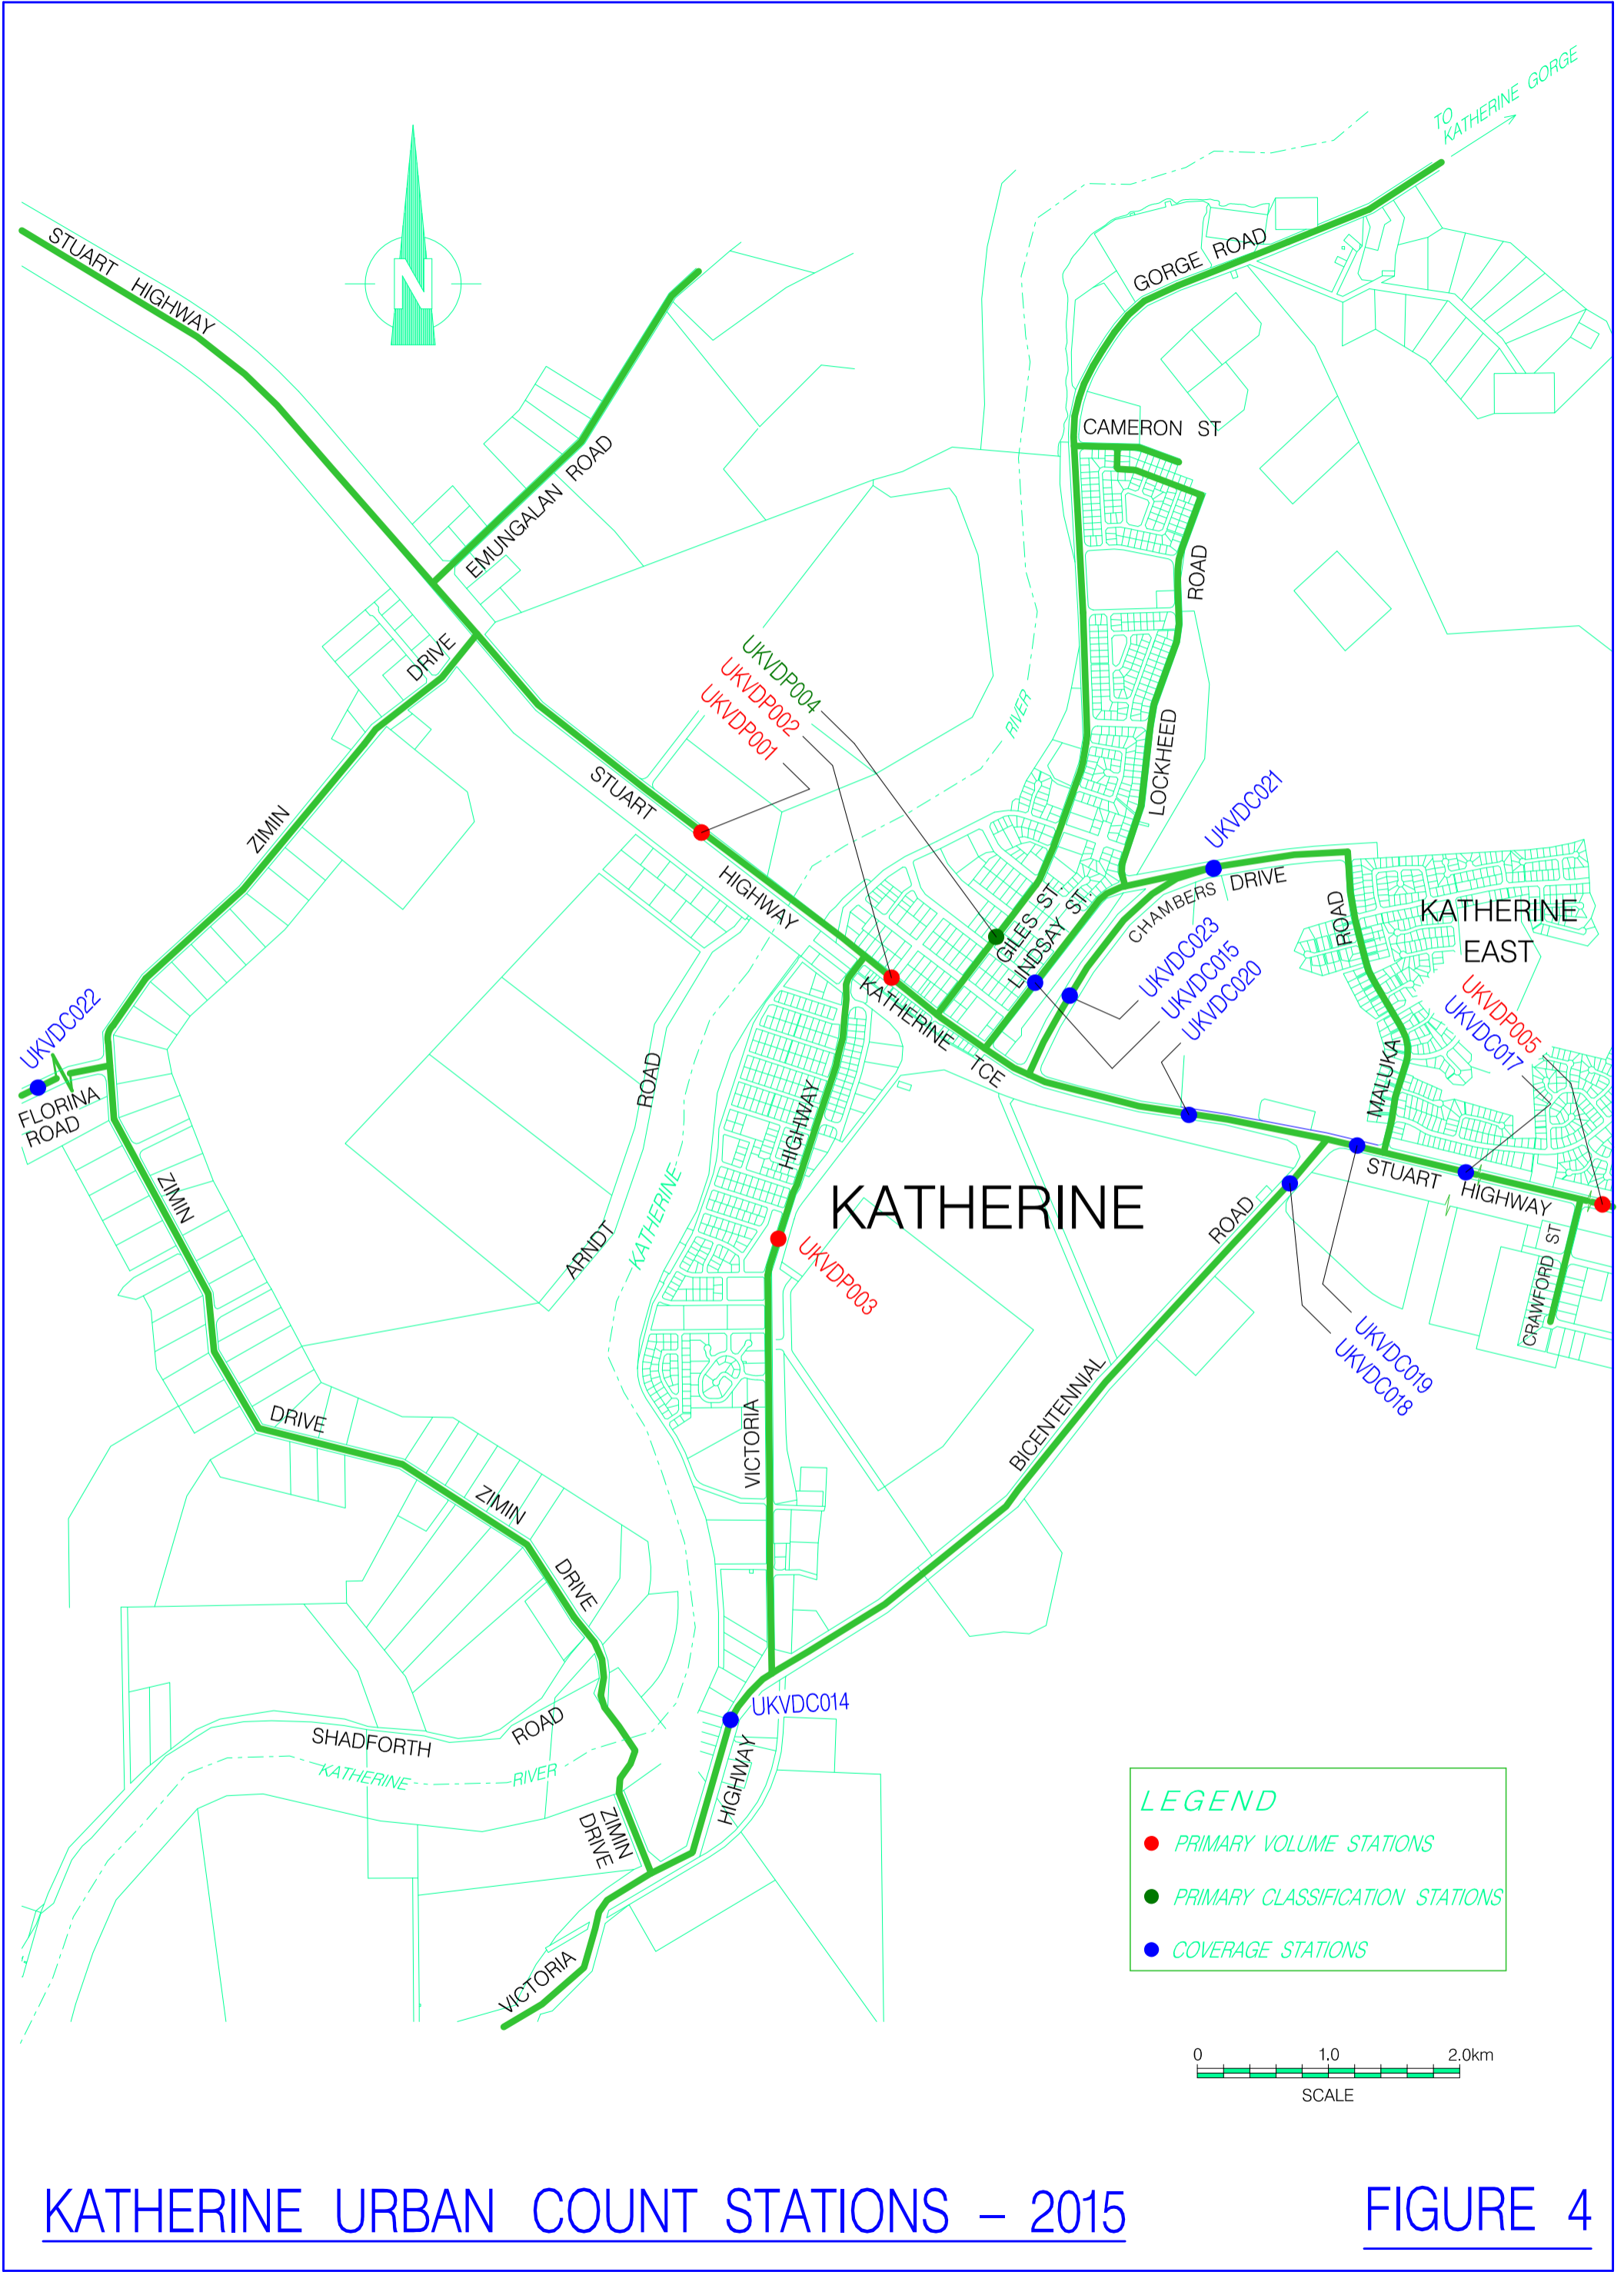 TO
KATHERINE GORGE
STUART HIGHWAY
N
GORGE ROAD
CAMERON ST
EMUNGALAN ROAD
ROAD
DRIVE
UKVDP004
UKVDP002
UKVDP001
RIVER
LOCKHEED
STUART
ZIMIN
UKVDC021
HIGHWAY
GILES ST.
LINDSAY ST.
CHAMBERS DRIVE
ROAD
KATHERINE
EAST
UKVDC023
UKVDC015
UKVDC020
UKVDP005
UKVDC017
KATHERINE TCE
UKVDC022
FLORINA
ROAD
ROAD
HIGHWAY
MALUKA
ZIMIN
STUART HIGHWAY
KATHERINE
KATHERINE
ROAD
ARNDT
UKVDP003
CRAWFORD ST
UKVDC019
UKVDC018
BICENTENNIAL
DRIVE
VICTORIA
ZIMIN
DRIVE
UKVDC014
SHADFORTH ROAD
KATHERINE RIVER
HIGHWAY
ZIMIN
DRIVE
VICTORIA
LEGEND
PRIMARY VOLUME STATIONS
PRIMARY CLASSIFICATION STATIONS
COVERAGE STATIONS
0 1.0 2.0km
SCALE
KATHERINE URBAN COUNT STATIONS – 2015
FIGURE 4